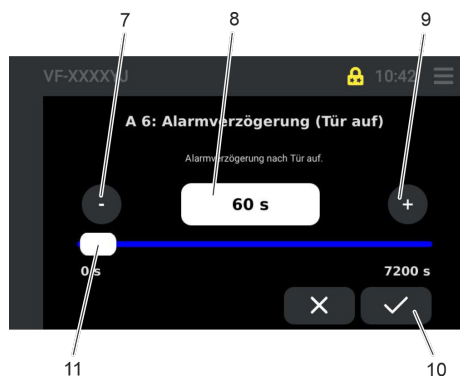 7 8 9
VF-XXXXYJ 10:42
A 6: Alarmverzögerung (Tür auf)
Alarmverzögerung nach Tür auf.
- 60 s +
0 s 7200 s
11 10